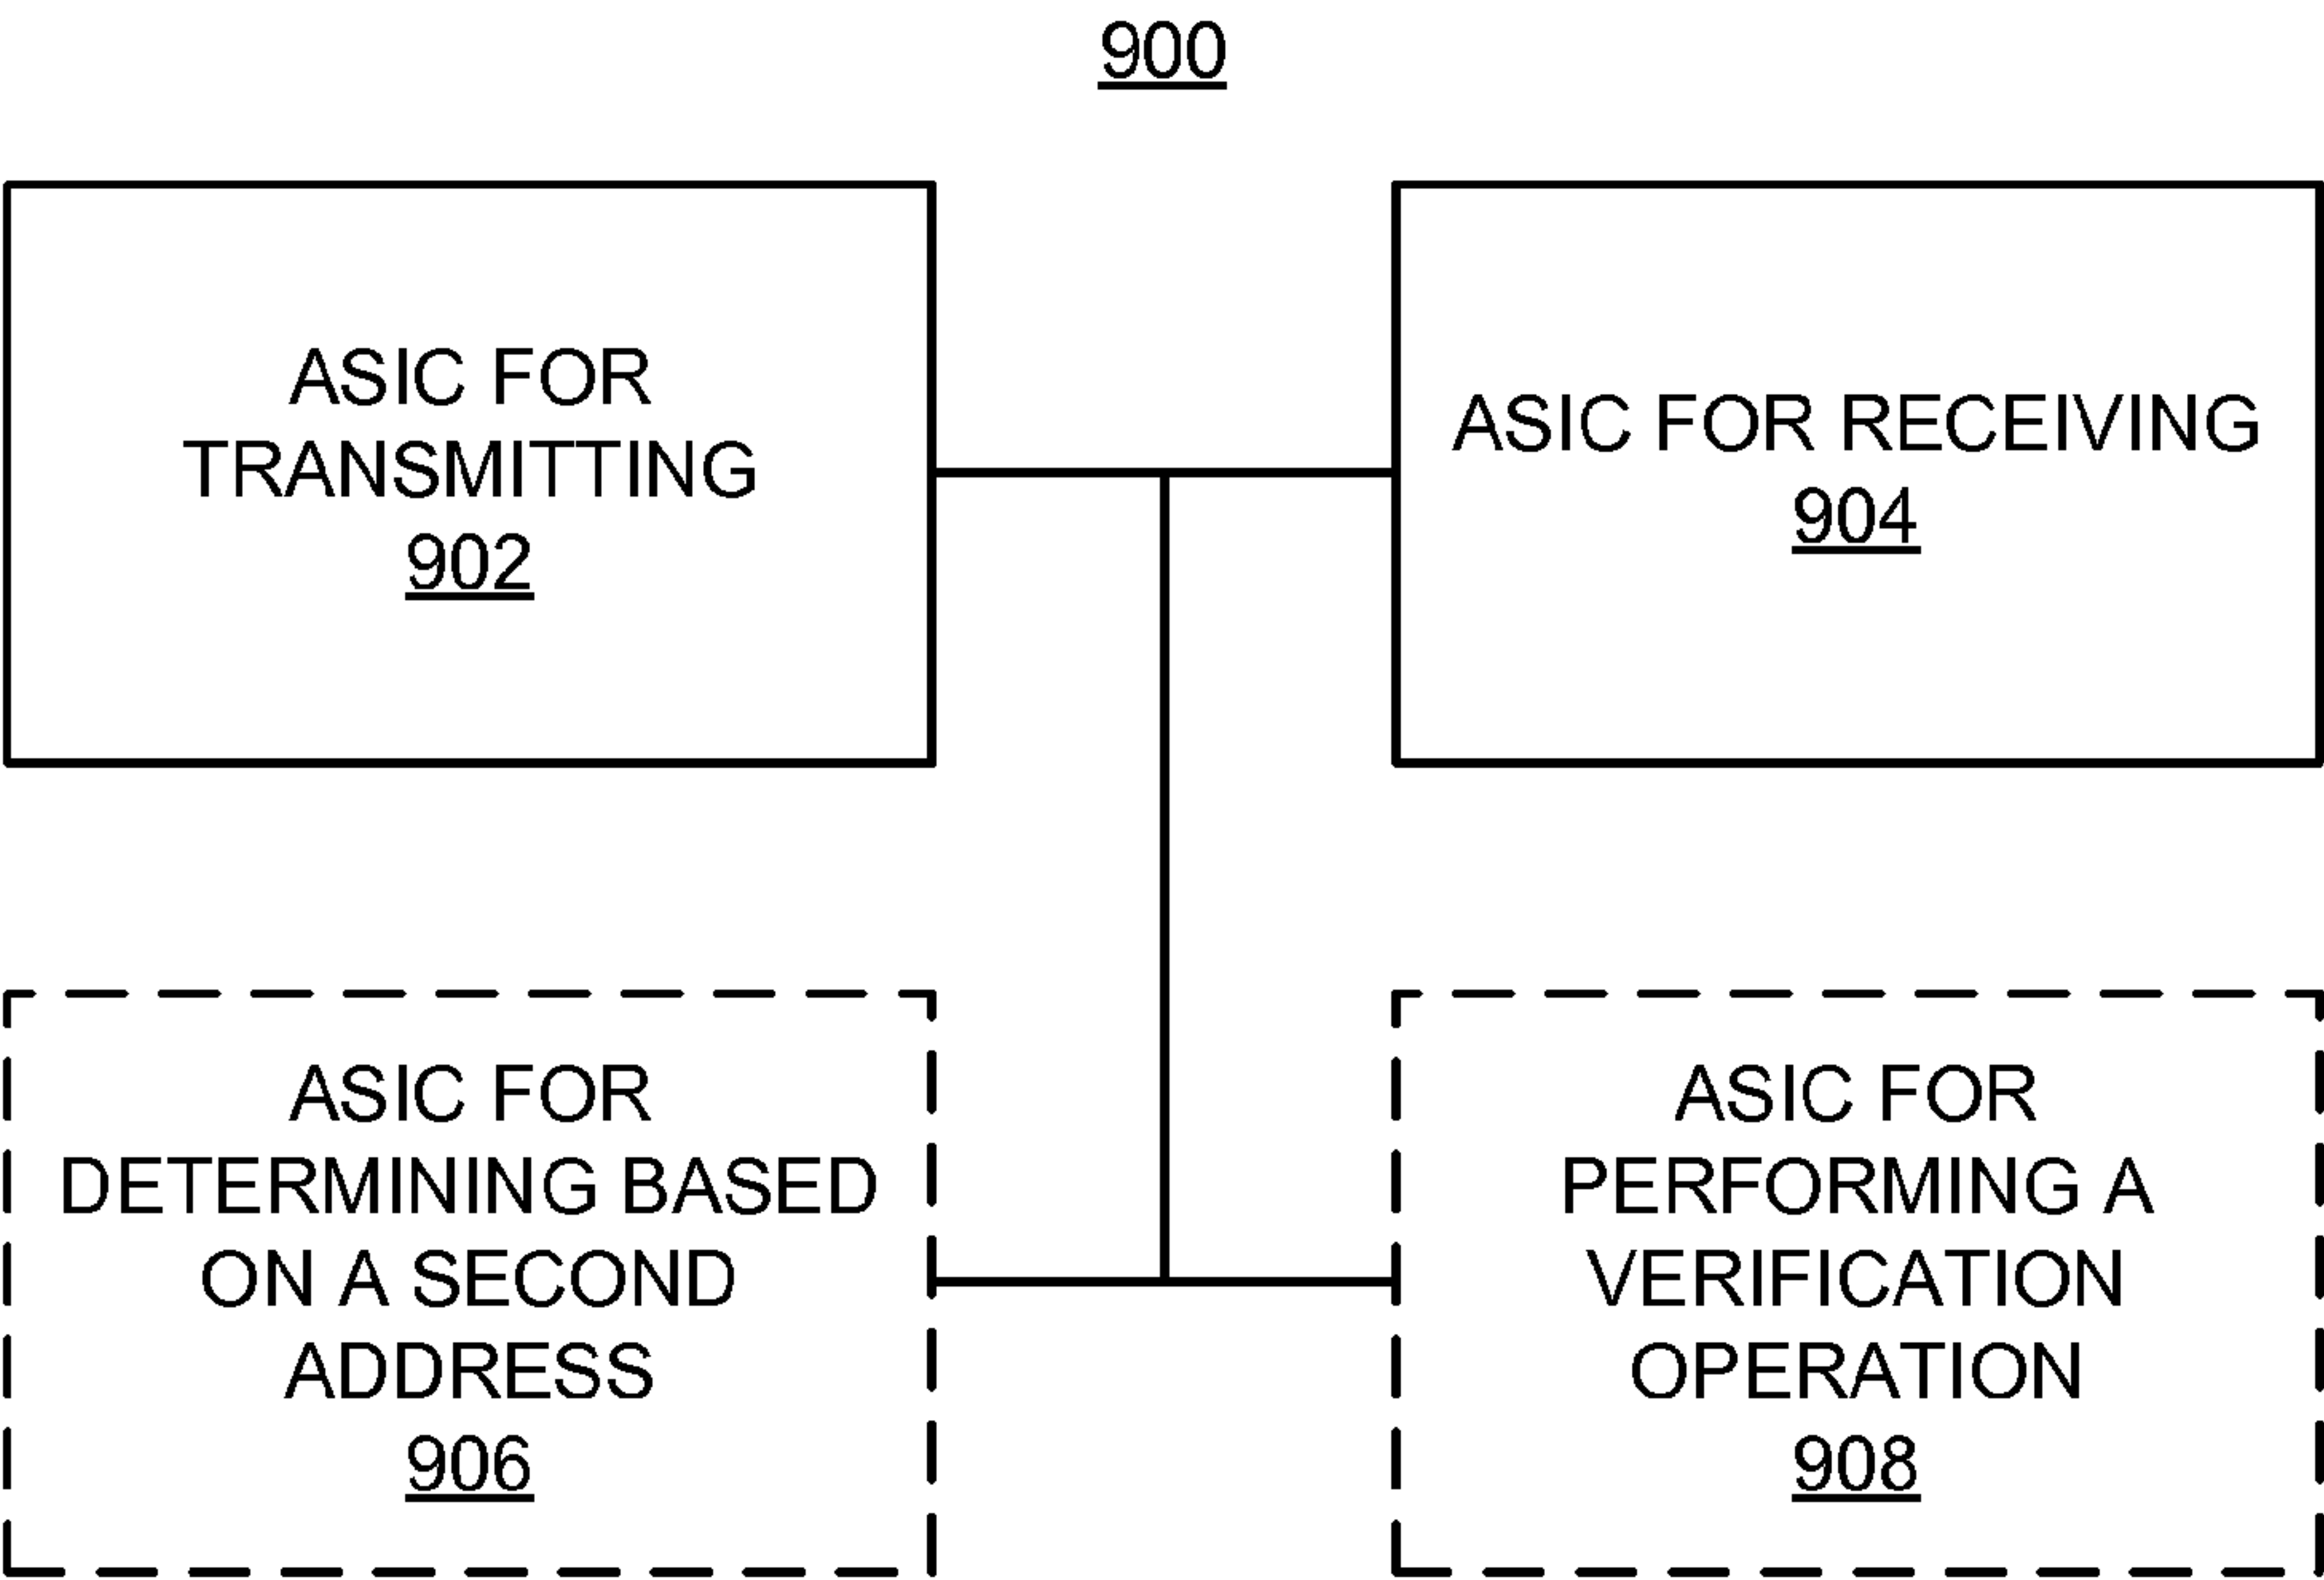 900
ASIC FOR
TRANSMITTING
902
ASIC FOR RECEIVING
904
ASIC FOR
DETERMINING BASED
ON A SECOND
ADDRESS
906
ASIC FOR
PERFORMING A
VERIFICATION
OPERATION
908